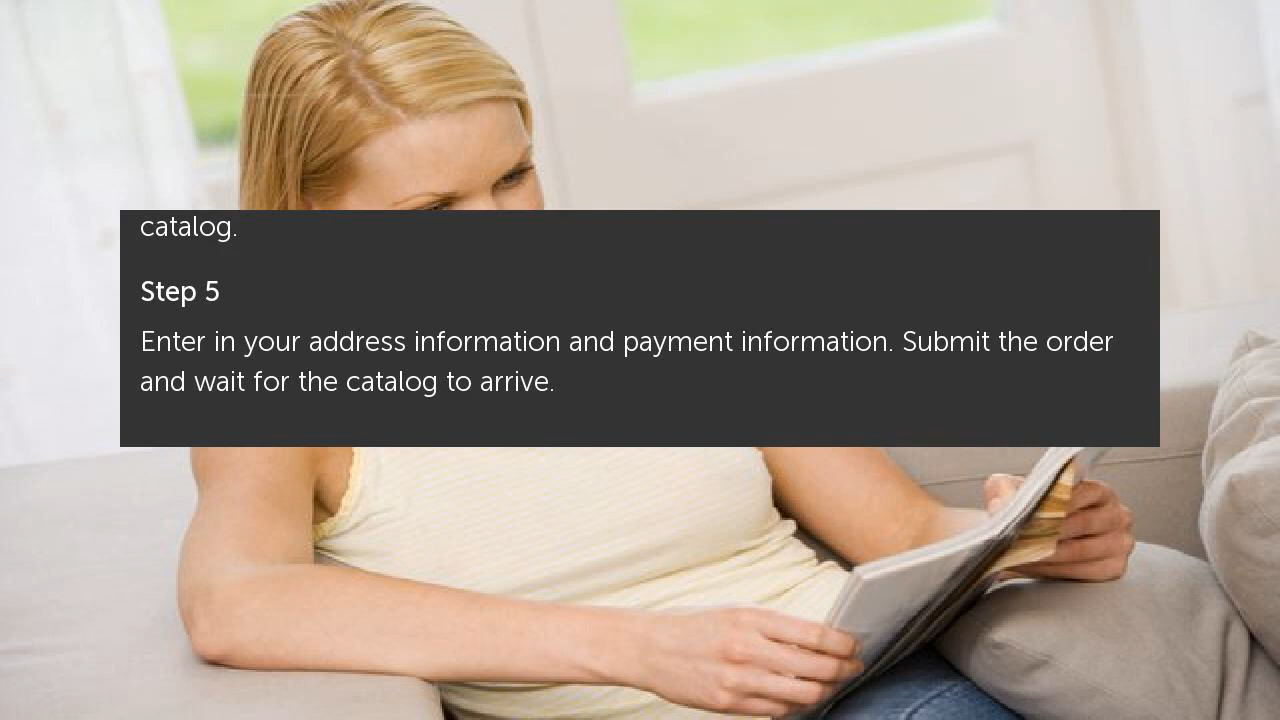 catalog.
Step 5
Enter in your address information and payment information. Submit the order
and wait for the catalog to arrive.